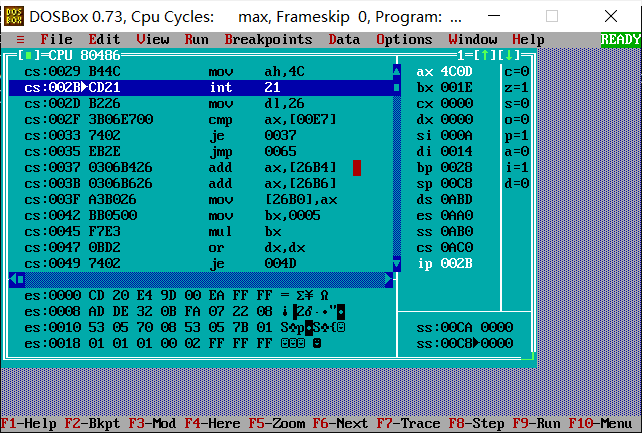 DOSBox 0.73, Cpu Cycles: max, Frameskip 0, Program: ...
≡ File Edit View Run Breakpoints Data Options Window Help READY
[■]=CPU 80486 1=[↑][↓]
cs:0029 B44C mov ah,4C ax 4C0D c=0
cs:002B▶CD21 int 21 bx 001E z=1
cs:002D B226 mov dl,26 cx 0000 s=0
cs:002F 3B06E700 cmp ax,[00E7] dx 0000 o=0
cs:0033 7402 je 0037 si 000A p=1
cs:0035 EB2E jmp 0065 di 0014 a=0
cs:0037 0306B426 add ax,[26B4] bp 0028 i=1
cs:003B 0306B626 add ax,[26B6] sp 00C8 d=0
cs:003F A3B026 mov [26B0],ax ds 0ABD
cs:0042 BB0500 mov bx,0005 es 0AA0
cs:0045 F7E3 mul bx ss 0AB0
cs:0047 0BD2 or dx,dx cs 0AC0
cs:0049 7402 je 004D ip 002B
es:0000 CD 20 E4 9D 00 EA FF FF = Σ¥ Ω
es:0008 AD DE 32 0B FA 07 22 08
es:0010 53 05 70 08 53 05 7B 01 ss:00CA 0000
es:0018 01 01 01 00 02 FF FF FF ss:00C8▶0000
F1-Help F2-Bkpt F3-Mod F4-Here F5-Zoom F6-Next F7-Trace F8-Step F9-Run F10-Menu